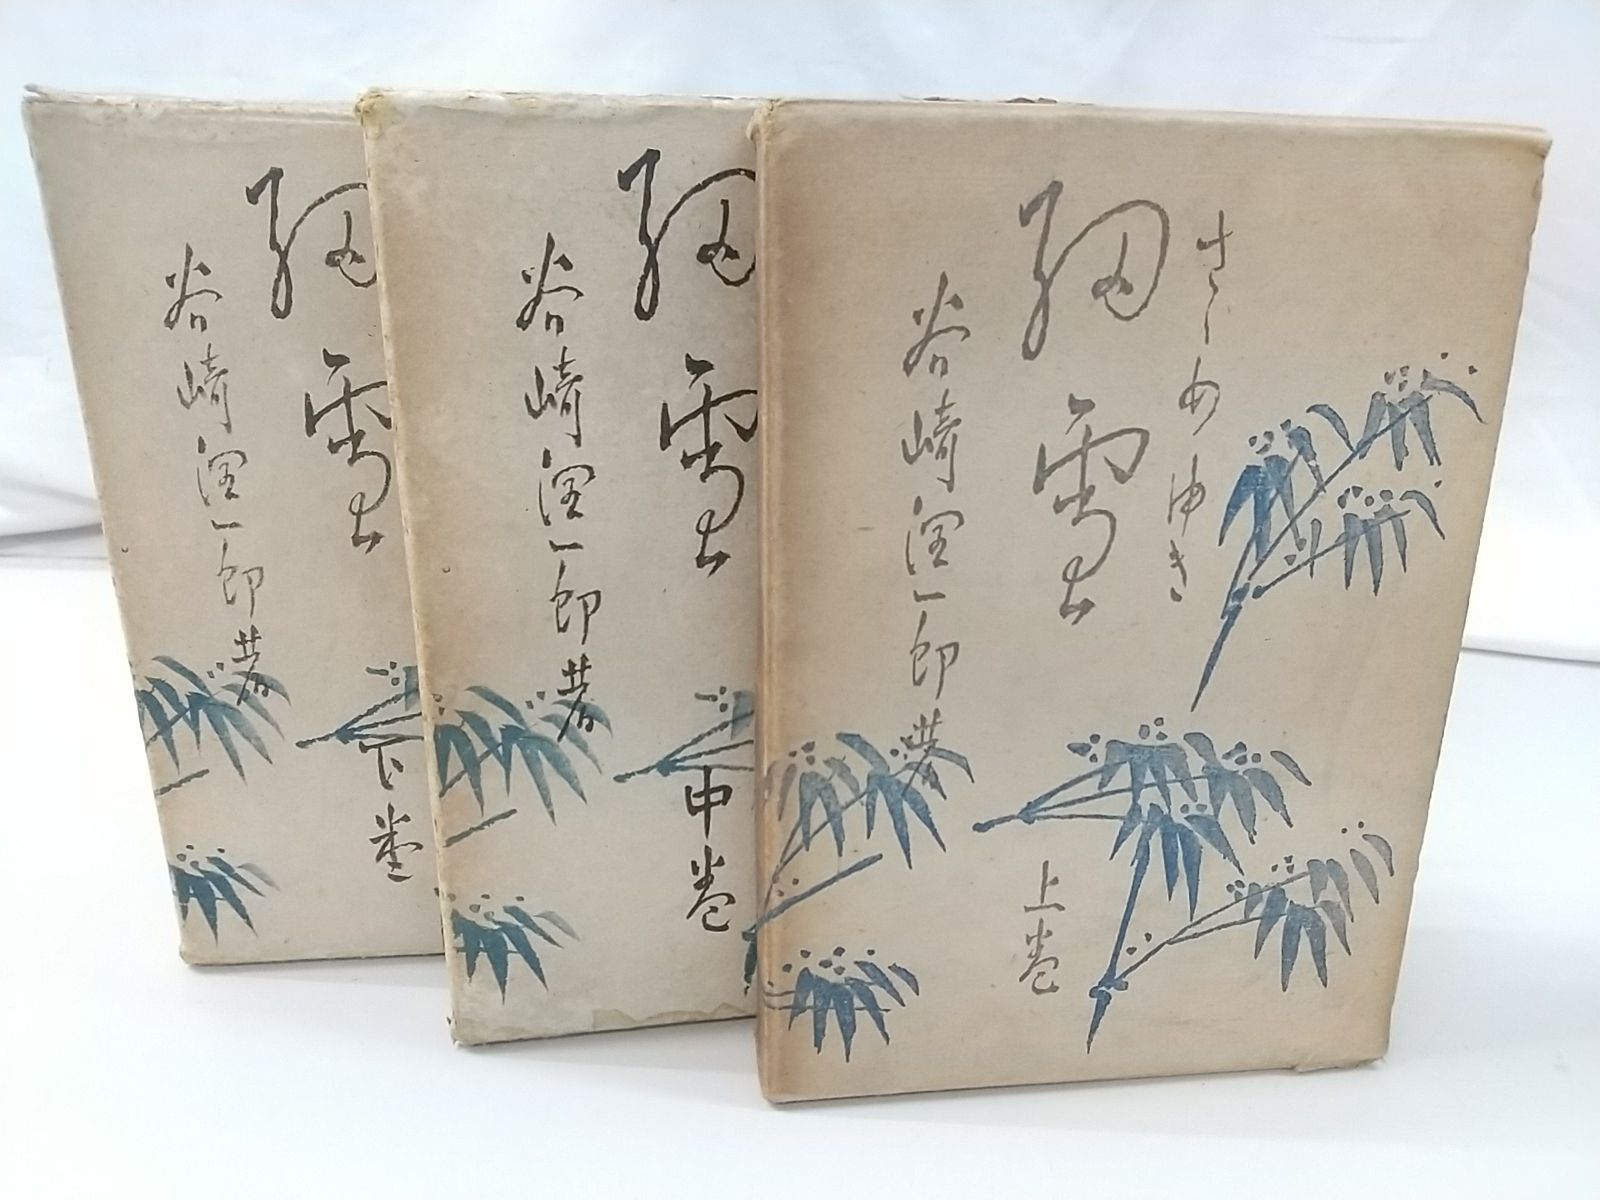 さゝめゆき
細雪
谷崎潤一郎著
上巻
細雪
谷崎潤一郎著
中巻
細雪
谷崎潤一郎著
下巻